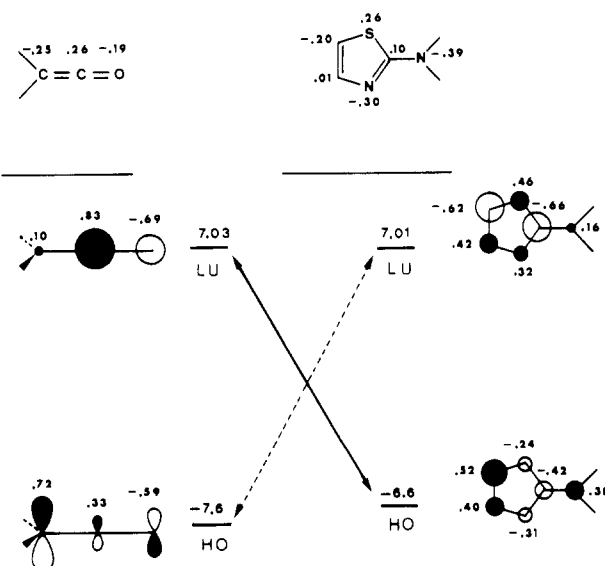 -.25 .26 -.19
C = C = O
.26
-.20 S
.10 N -.39
.01 N
-.30
.10 .83 -.69
7.03
LU
7.01
LU
.46
-.62 -.66
.16
.42
.32
.72 .33 -.59
-7.6
HO
-6.6
HO
-.24
.52 -.42
.40
-.31